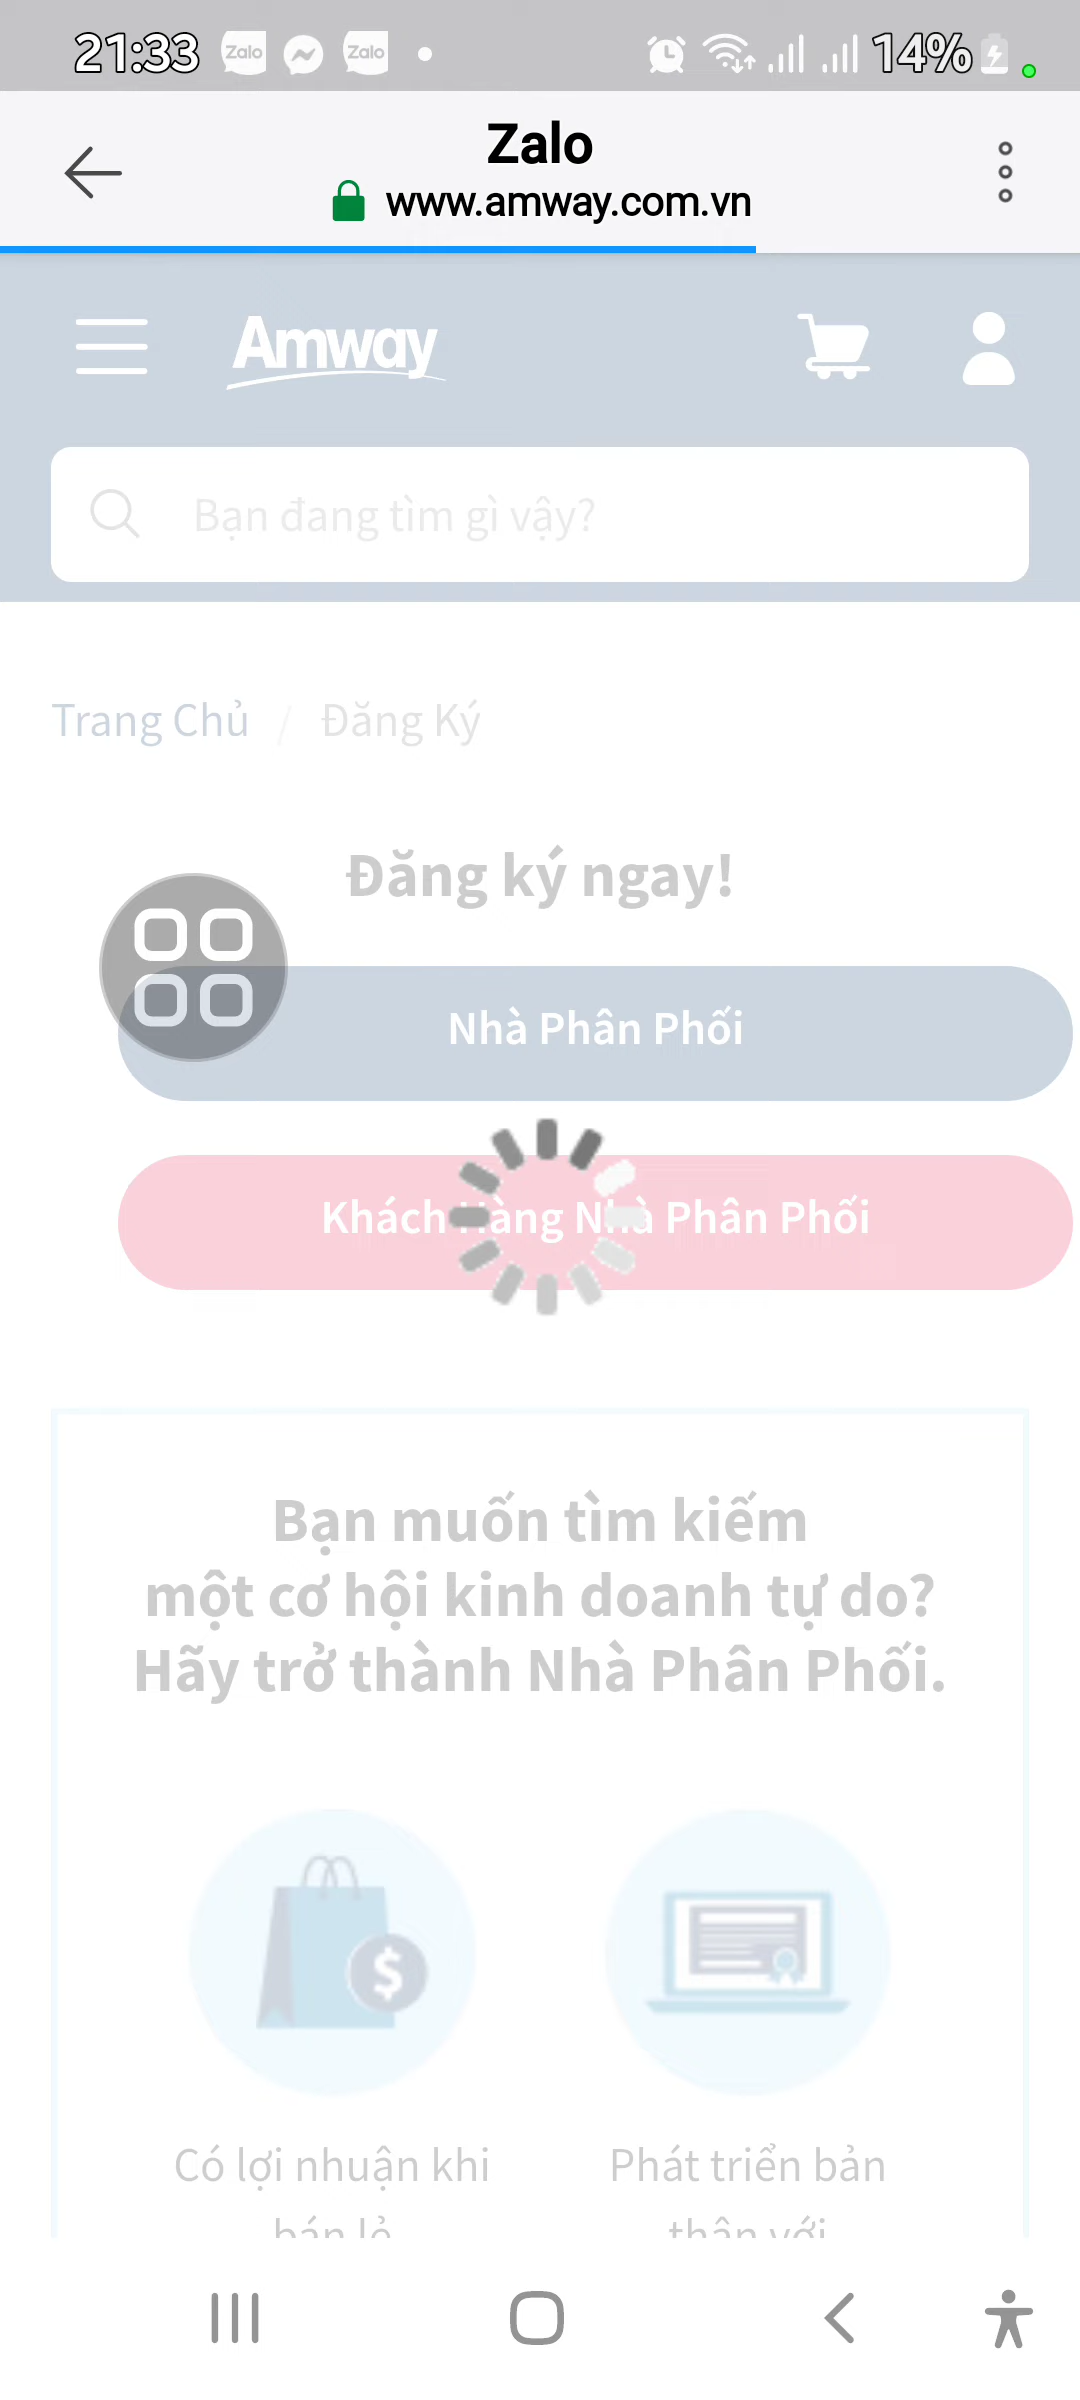 21:33 Zalo Zalo 14%
Zalo
www.amway.com.vn
Amway
Bạn đang tìm gì vậy?
Trang Chủ / Đăng Ký
Đăng ký ngay!
Nhà Phân Phối
Khách Hàng Nhà Phân Phối
Bạn muốn tìm kiếm
một cơ hội kinh doanh tự do?
Hãy trở thành Nhà Phân Phối.
$
Có lợi nhuận khi
bán lẻ
Phát triển bản
thân với